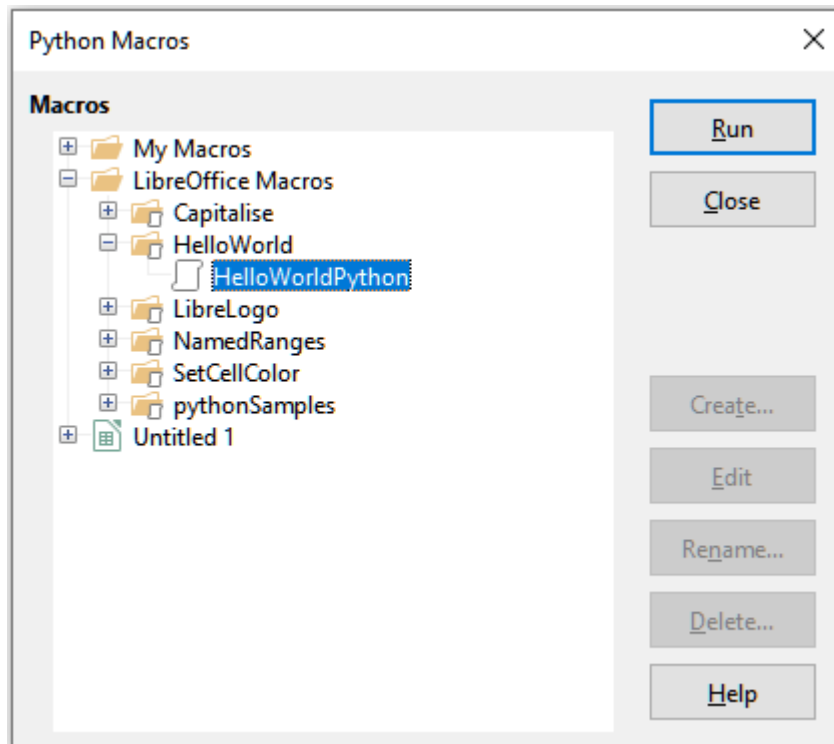 Python Macros
Macros
My Macros
LibreOffice Macros
Capitalise
HelloWorld
HelloWorldPython
LibreLogo
NamedRanges
SetCellColor
pythonSamples
Untitled 1
Run
Close
Create...
Edit
Rename...
Delete...
Help